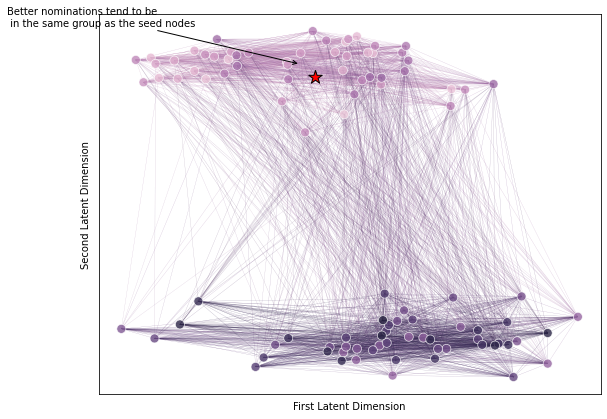 Better nominations tend to be
in the same group as the seed nodes
Second Latent Dimension
First Latent Dimension